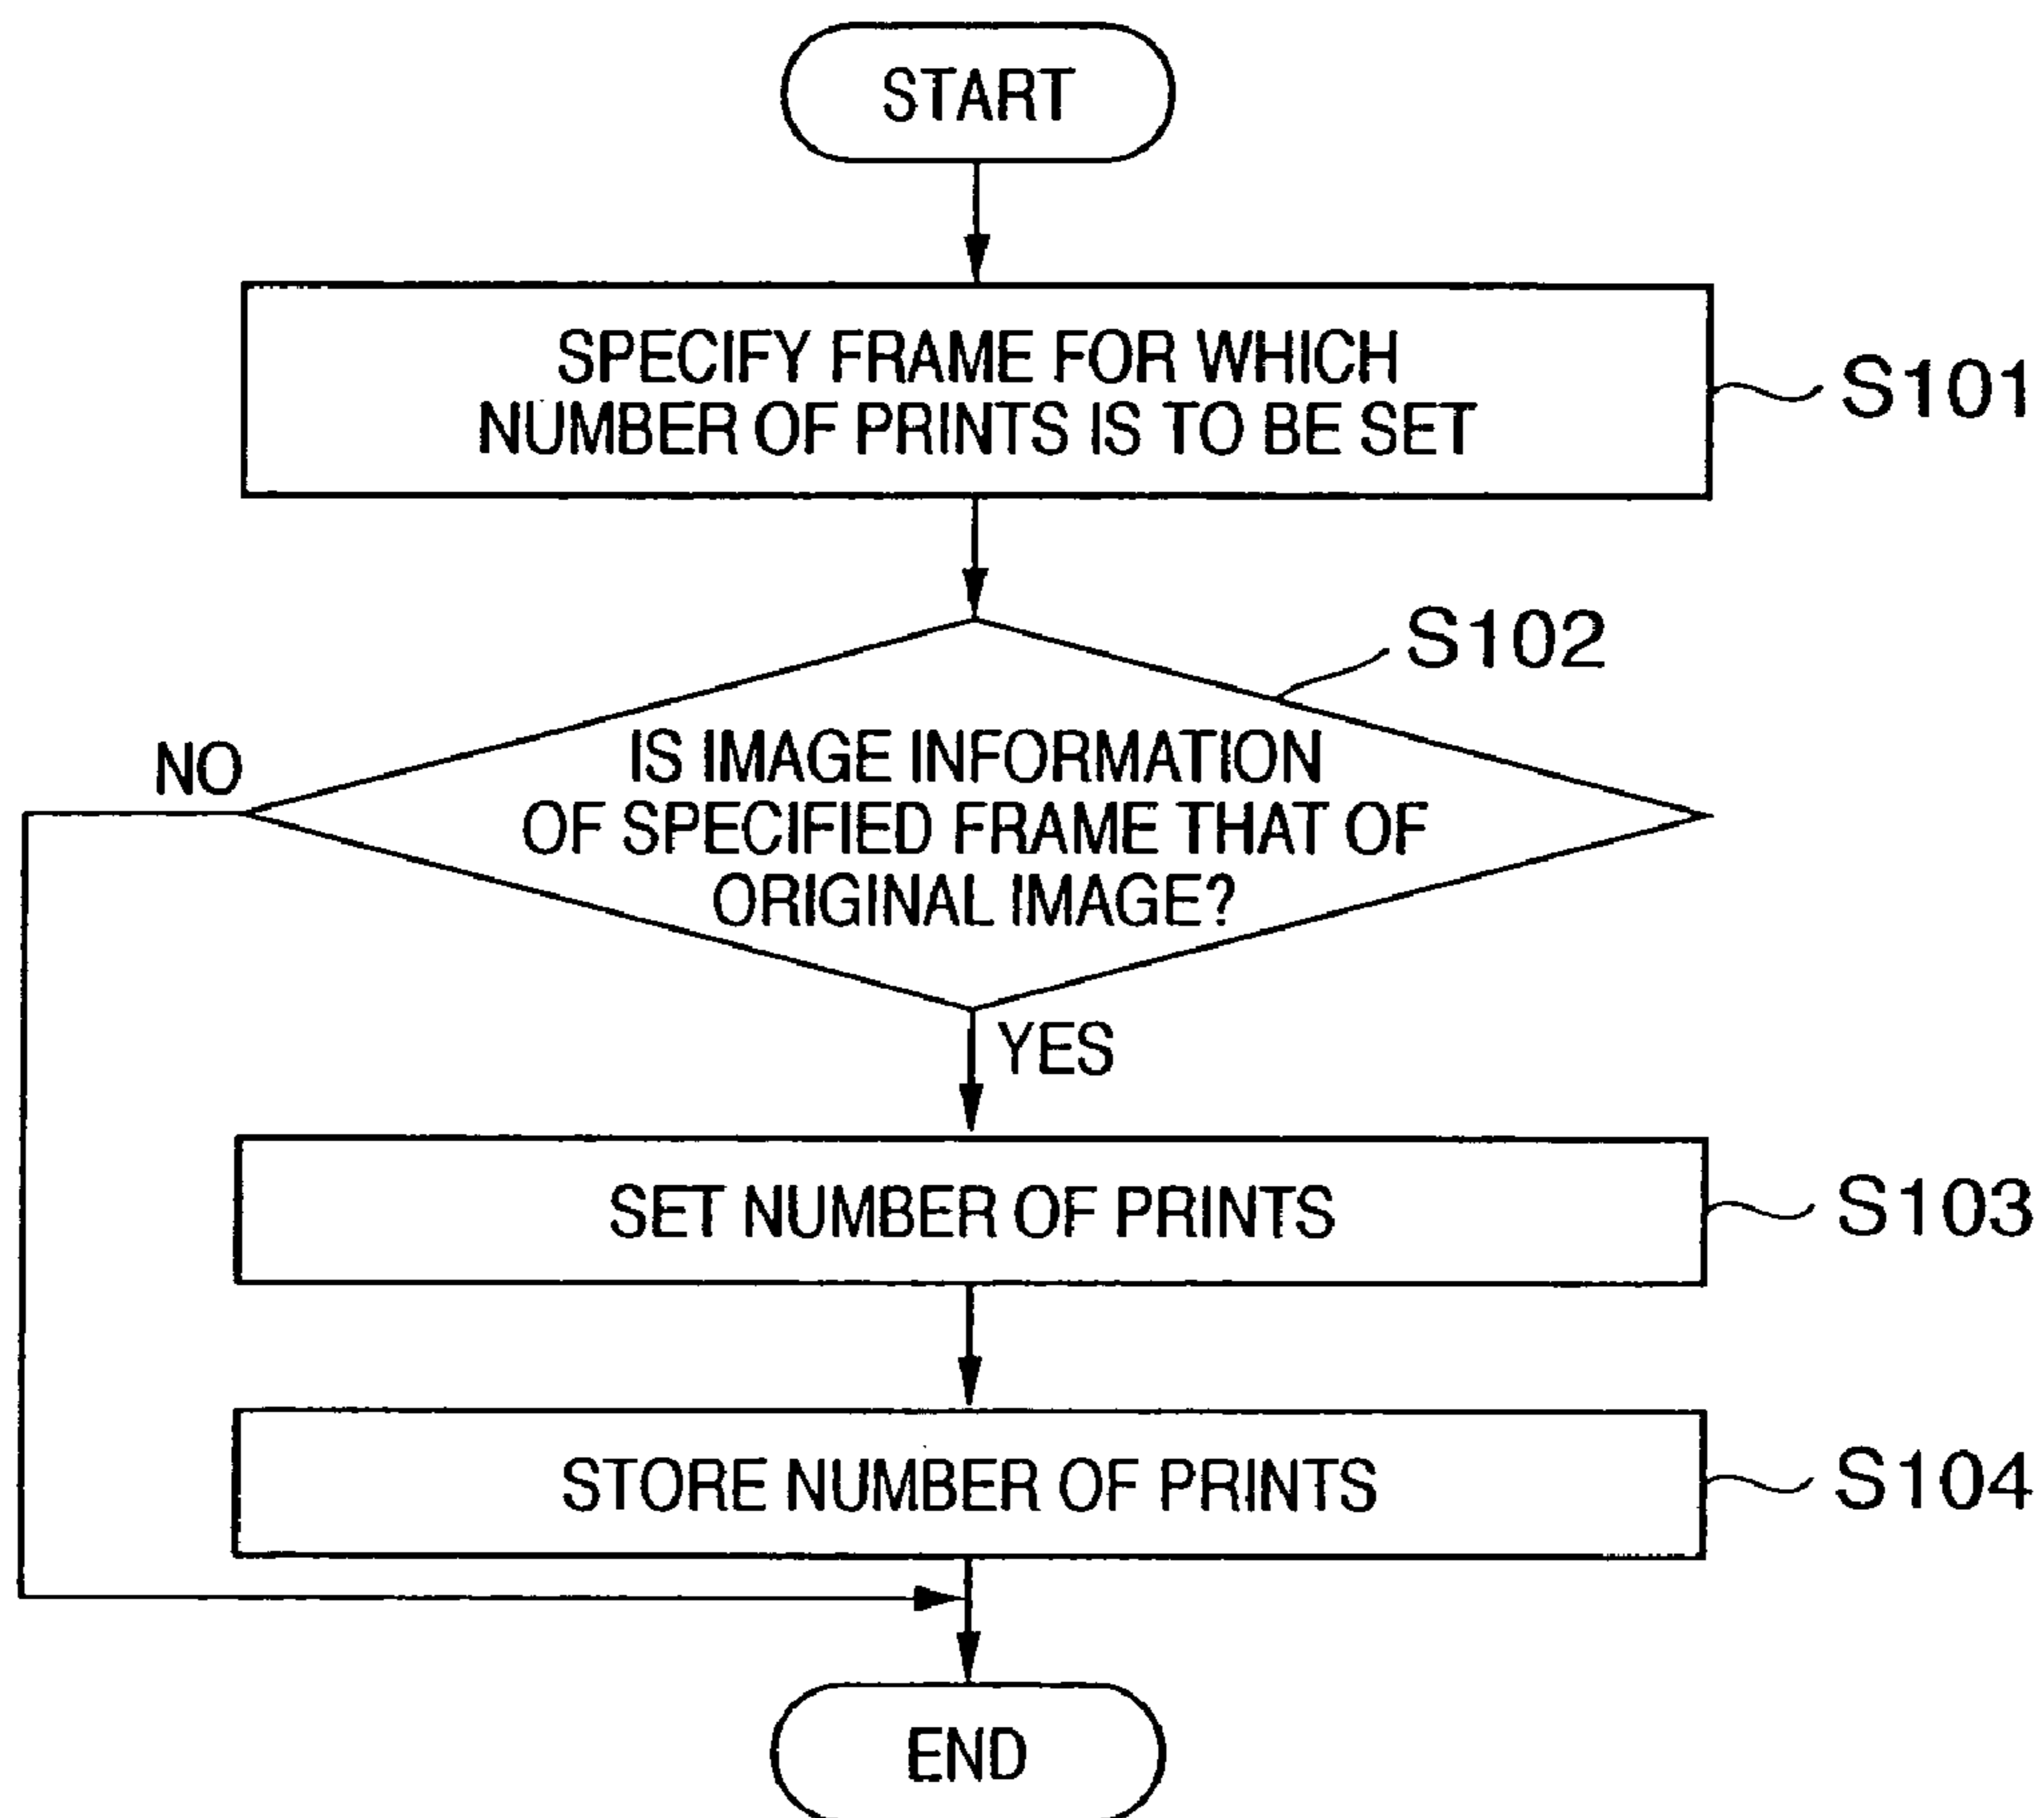 START
SPECIFY FRAME FOR WHICH
NUMBER OF PRINTS IS TO BE SET
S101
S102
IS IMAGE INFORMATION
OF SPECIFIED FRAME THAT OF
ORIGINAL IMAGE?
NO
YES
SET NUMBER OF PRINTS
S103
STORE NUMBER OF PRINTS
S104
END